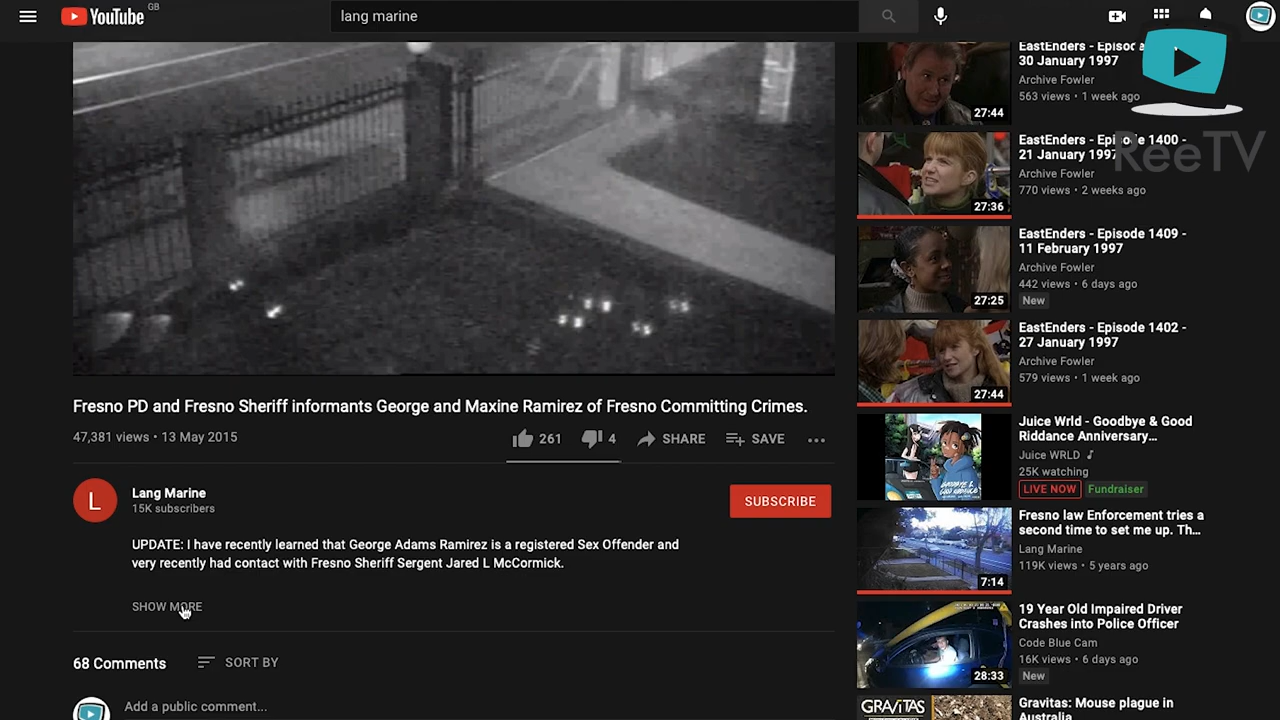 YouTube GB
lang marine
Fresno PD and Fresno Sheriff informants George and Maxine Ramirez of Fresno Committing Crimes.
47,381 views • 13 May 2015
261
4
SHARE
SAVE
L
Lang Marine
15K subscribers
SUBSCRIBE
UPDATE: I have recently learned that George Adams Ramirez is a registered Sex Offender and
very recently had contact with Fresno Sheriff Sergent Jared L McCormick.
SHOW MORE
68 Comments
SORT BY
Add a public comment...
27:44
EastEnders -
30 January 1997
Archive Fowler
563 views • 1 week ago
27:36
EastEnders - Episode 1400 -
21 January 1997
Archive Fowler
770 views • 2 weeks ago
27:25
EastEnders - Episode 1409 -
11 February 1997
Archive Fowler
442 views • 6 days ago
New
27:44
EastEnders - Episode 1402 -
27 January 1997
Archive Fowler
579 views • 1 week ago
Juice Wrld - Goodbye & Good
Riddance Anniversary...
Juice WRLD
25K watching
LIVE NOW Fundraiser
7:14
Fresno law Enforcement tries a
second time to set me up. Th...
Lang Marine
119K views • 5 years ago
28:33
19 Year Old Impaired Driver
Crashes into Police Officer
Code Blue Cam
16K views • 6 days ago
New
GRAVITAS
Gravitas: Mouse plague in
Australia
ReeTV